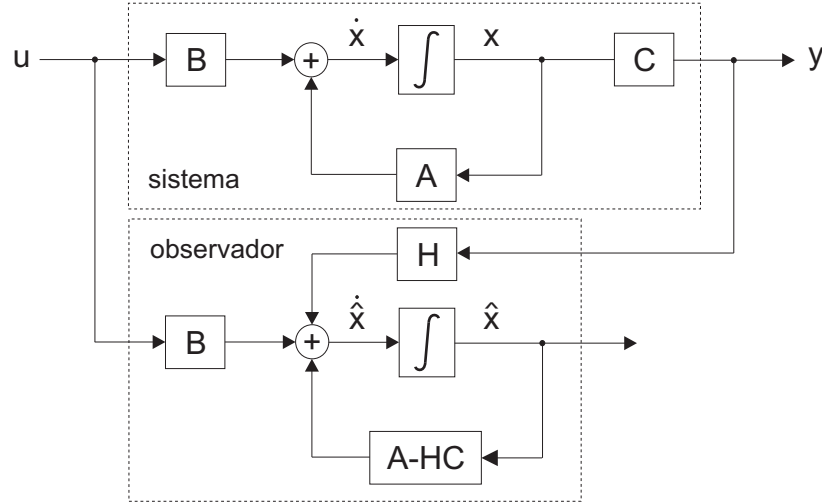 u
B
+
ẋ
∫
x
C
y
A
sistema
observador
H
B
+
x̂̇
∫
x̂
A-HC